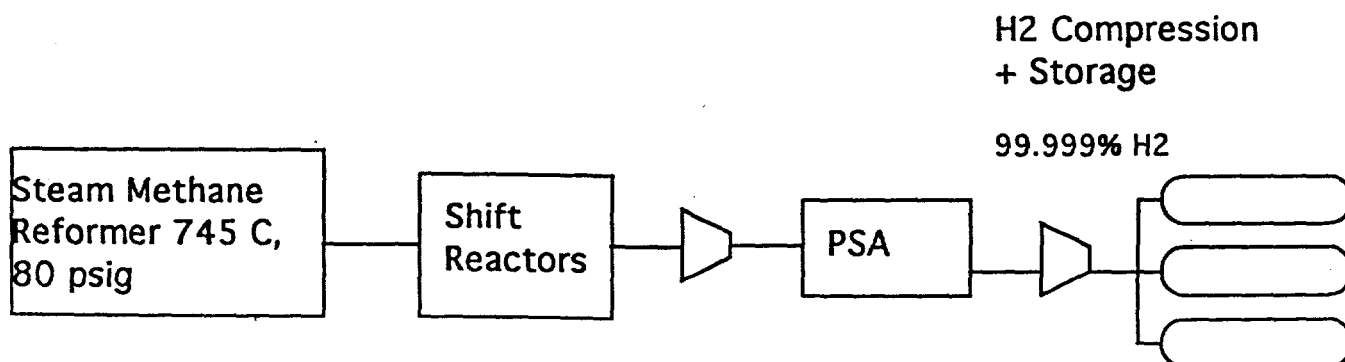 H2 Compression
+ Storage
99.999% H2
Steam Methane
Reformer 745 C,
80 psig
Shift
Reactors
PSA